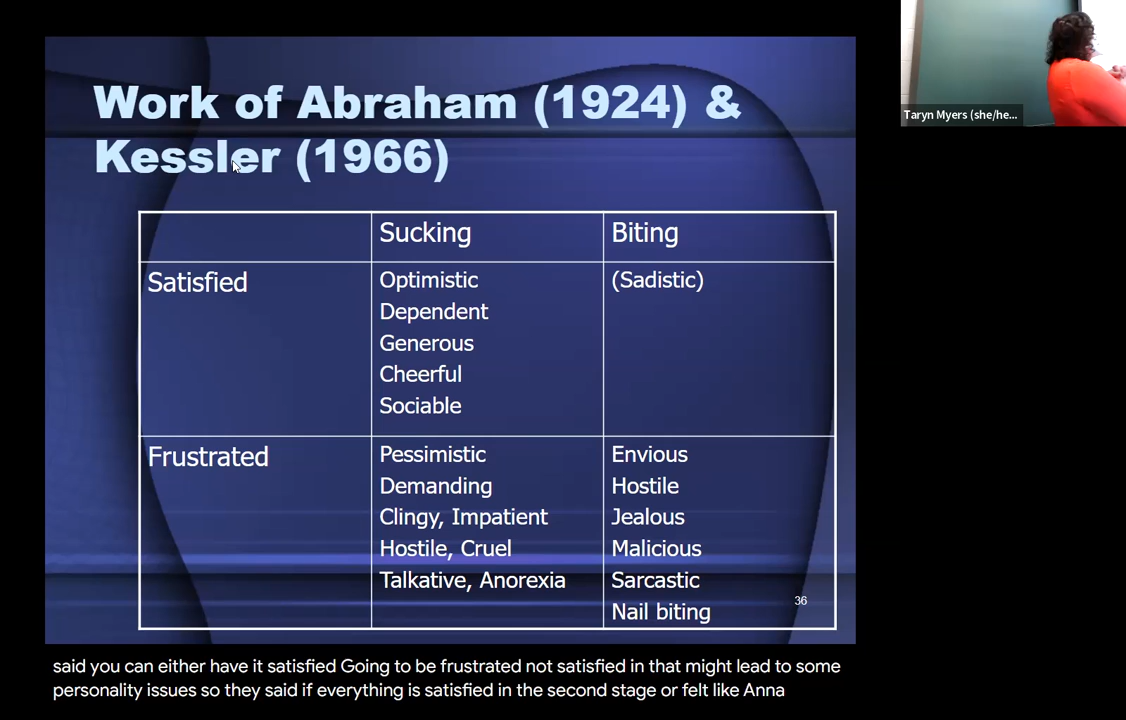 Work of Abraham (1924) &
Kessler (1966)
Sucking
Biting
Satisfied
Optimistic
Dependent
Generous
Cheerful
Sociable
(Sadistic)
Frustrated
Pessimistic
Demanding
Clingy, Impatient
Hostile, Cruel
Talkative, Anorexia
Envious
Hostile
Jealous
Malicious
Sarcastic
Nail biting
36
Taryn Myers (she/he...
said you can either have it satisfied Going to be frustrated not satisfied in that might lead to some
personality issues so they said if everything is satisfied in the second stage or felt like Anna